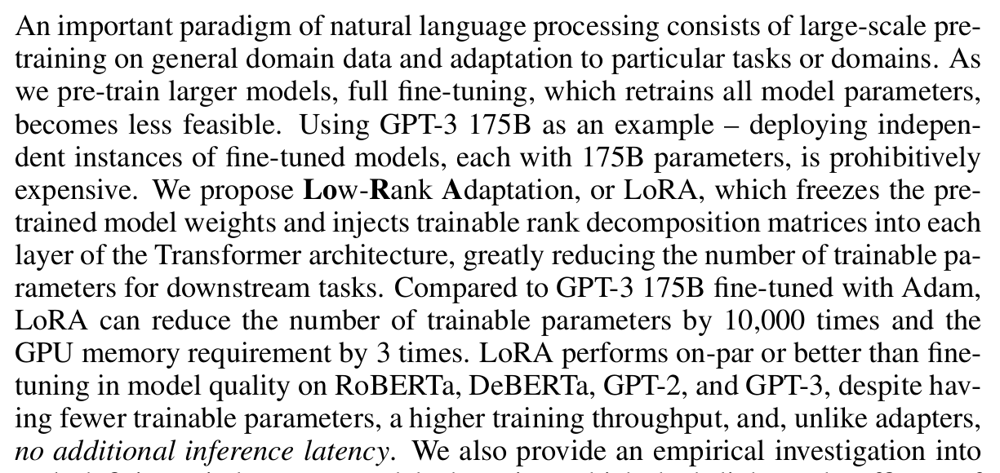 An important paradigm of natural language processing consists of large-scale pre-
training on general domain data and adaptation to particular tasks or domains. As
we pre-train larger models, full fine-tuning, which retrains all model parameters,
becomes less feasible. Using GPT-3 175B as an example – deploying indepen-
dent instances of fine-tuned models, each with 175B parameters, is prohibitively
expensive. We propose Low-Rank Adaptation, or LoRA, which freezes the pre-
trained model weights and injects trainable rank decomposition matrices into each
layer of the Transformer architecture, greatly reducing the number of trainable pa-
rameters for downstream tasks. Compared to GPT-3 175B fine-tuned with Adam,
LoRA can reduce the number of trainable parameters by 10,000 times and the
GPU memory requirement by 3 times. LoRA performs on-par or better than fine-
tuning in model quality on RoBERTa, DeBERTa, GPT-2, and GPT-3, despite hav-
ing fewer trainable parameters, a higher training throughput, and, unlike adapters,
no additional inference latency. We also provide an empirical investigation into